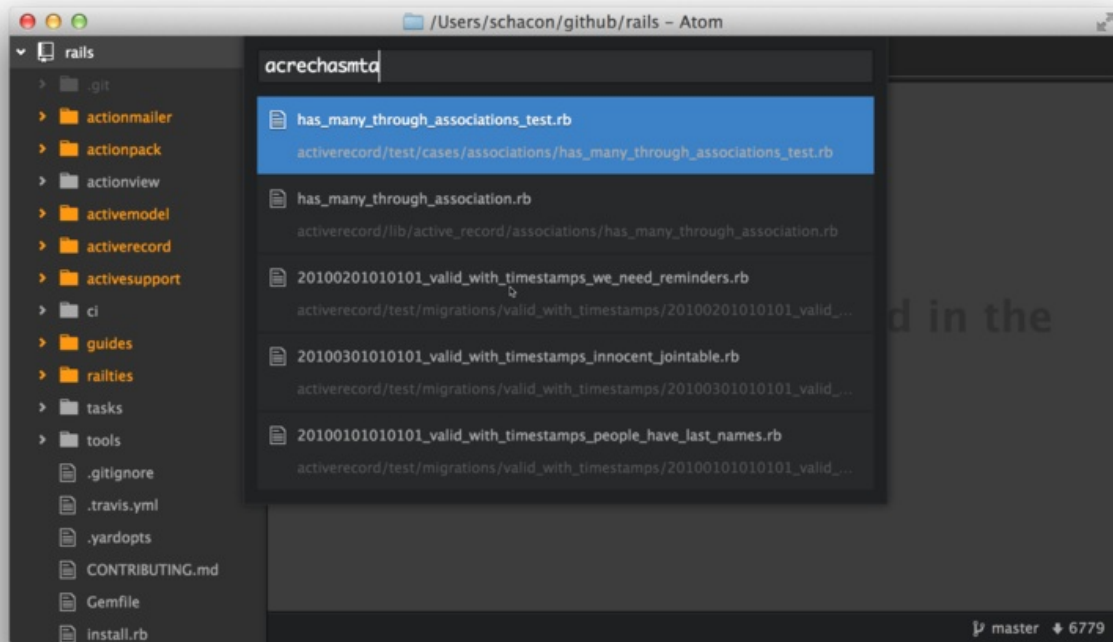 /Users/schacon/github/rails – Atom
rails
.git
actionmailer
actionpack
actionview
activemodel
activerecord
activesupport
ci
guides
railties
tasks
tools
.gitignore
.travis.yml
.yardopts
CONTRIBUTING.md
Gemfile
install.rb
acrechasmta
has_many_through_associations_test.rb
activerecord/test/cases/associations/has_many_through_associations_test.rb
has_many_through_association.rb
activerecord/lib/active_record/associations/has_many_through_association.rb
20100201010101_valid_with_timestamps_we_need_reminders.rb
activerecord/test/migrations/valid_with_timestamps/20100201010101_valid_...
20100301010101_valid_with_timestamps_innocent_jointable.rb
activerecord/test/migrations/valid_with_timestamps/20100301010101_valid_...
20100101010101_valid_with_timestamps_people_have_last_names.rb
activerecord/test/migrations/valid_with_timestamps/20100101010101_valid_...
d in the
master 6779